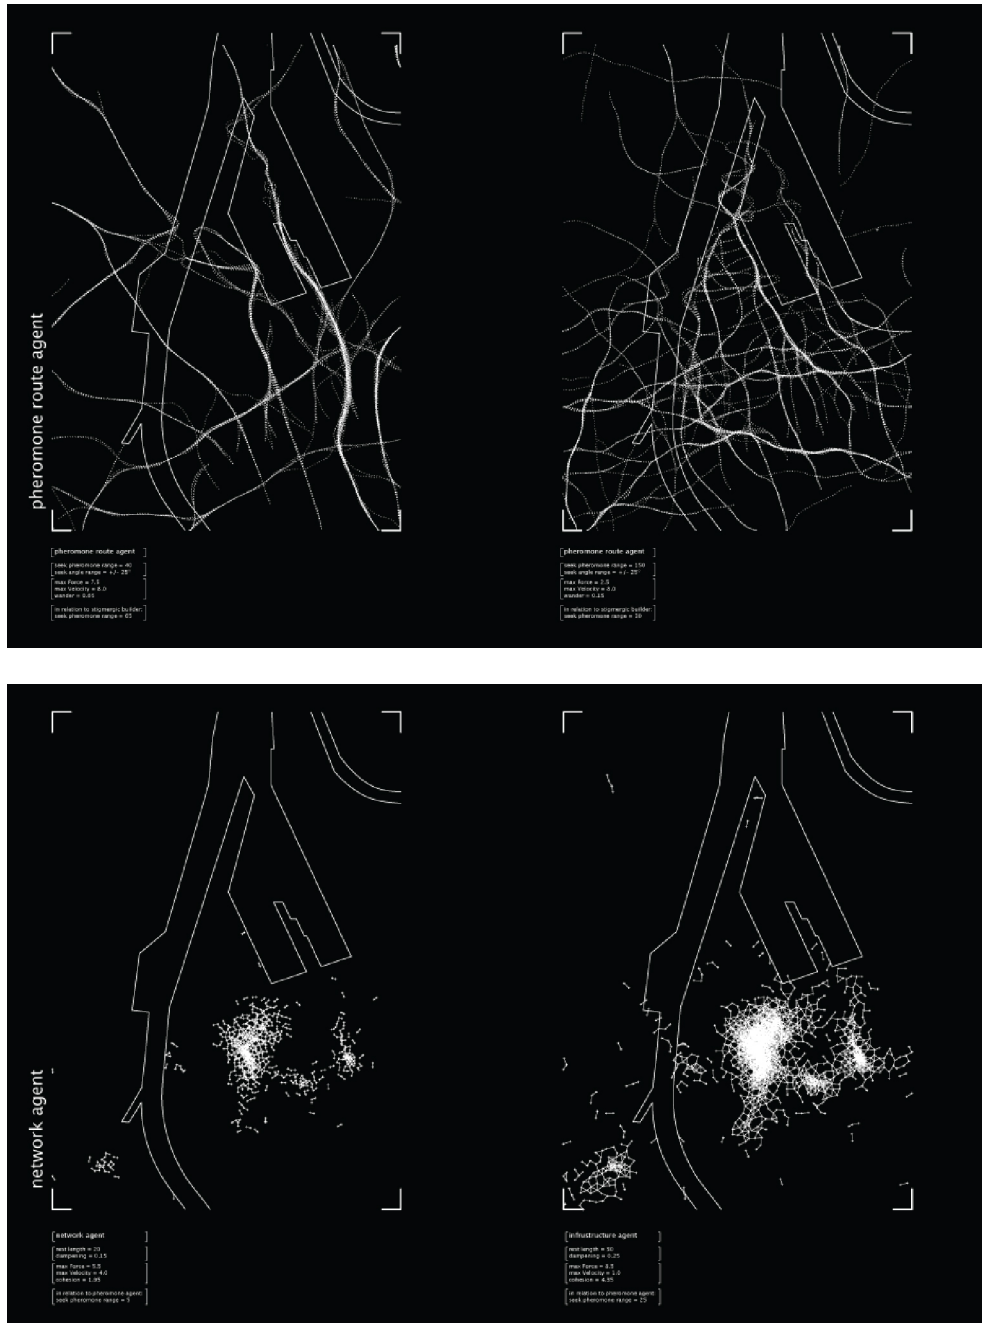 pheromone route agent
pheromone route agent
seek pheromone range = 40
seek angle range = +/- 25°
max Force = 7.5
max Velocity = 8.0
wander = 0.05
in relation to stigmergic builder:
seek pheromone range = 65
pheromone route agent
seek pheromone range = 150
seek angle range = +/- 25°
max Force = 2.5
max Velocity = 8.0
wander = 0.15
in relation to stigmergic builder:
seek pheromone range = 30
network agent
network agent
rest length = 20
dampening = 0.15
max Force = 5.5
max Velocity = 4.0
cohesion = 1.95
in relation to pheromone agent:
seek pheromone range = 5
infrustructure agent
rest length = 50
dampening = 0.25
max Force = 8.5
max Velocity = 1.0
cohesion = 4.35
in relation to pheromone agent:
seek pheromone range = 25